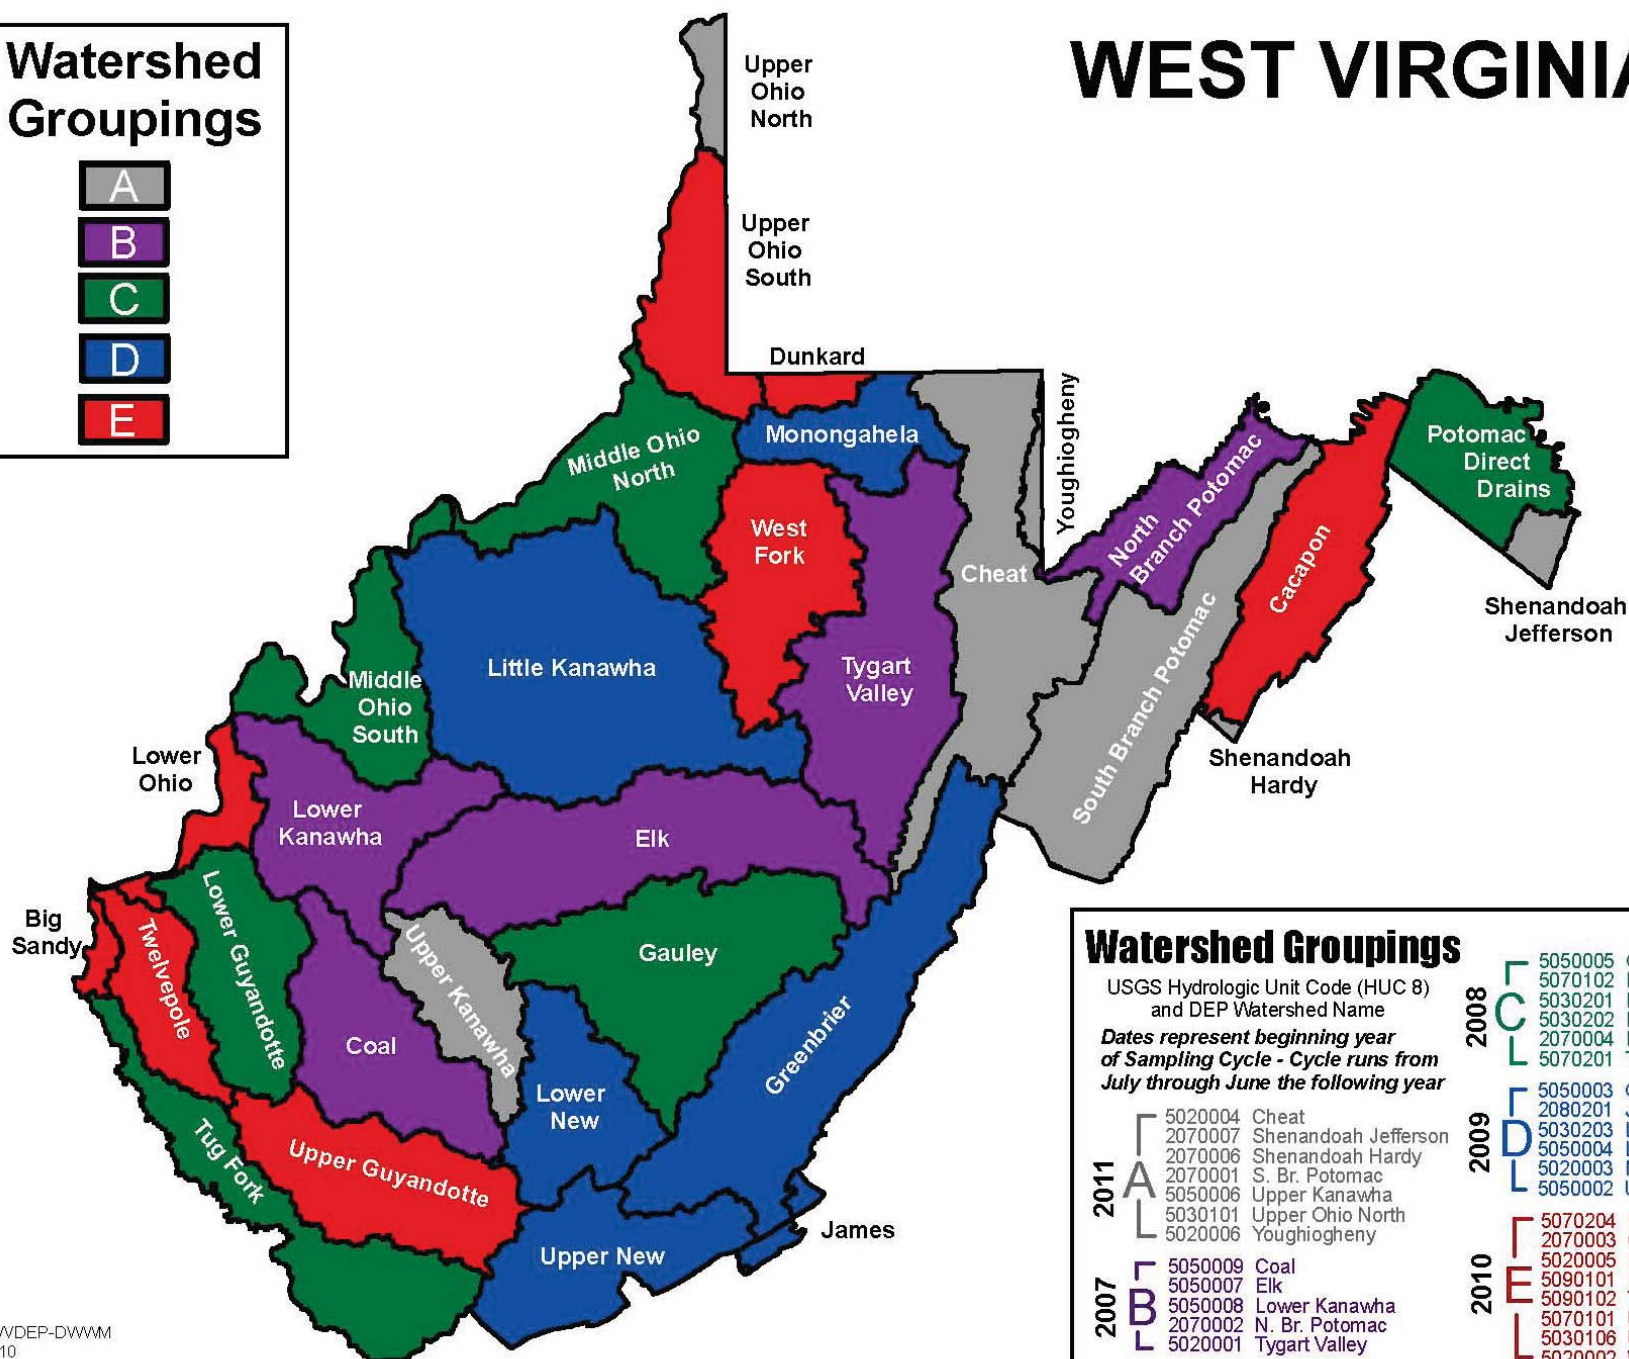 Watershed
Groupings
A
B
C
D
E
WEST VIRGINIA
Upper
Ohio
North
Upper
Ohio
South
Dunkard
Youghiogheny
Monongahela
Middle Ohio
North
West
Fork
Cheat
North
Branch Potomac
Potomac
Direct
Drains
Cacapon
Shenandoah
Jefferson
South Branch Potomac
Shenandoah
Hardy
Tygart
Valley
Little Kanawha
Middle
Ohio
South
Lower
Ohio
Lower
Kanawha
Elk
Big
Sandy
Twelvepole
Lower Guyandotte
Upper Kanawha
Gauley
Coal
Greenbrier
Lower
New
Tug Fork
Upper Guyandotte
Upper New
James
Watershed Groupings
USGS Hydrologic Unit Code (HUC 8)
and DEP Watershed Name
Dates represent beginning year
of Sampling Cycle - Cycle runs from
July through June the following year
2011
A
5020004 Cheat
2070007 Shenandoah Jefferson
2070006 Shenandoah Hardy
2070001 S. Br. Potomac
5050006 Upper Kanawha
5030101 Upper Ohio North
5020006 Youghiogheny
2007
B
5050009 Coal
5050007 Elk
5050008 Lower Kanawha
2070002 N. Br. Potomac
5020001 Tygart Valley
2008
C
5050005
5070102
5030201
5030202
2070004
5070201
2009
D
5050003
2080201
5030203
5050004
5020003
5050002
2010
E
5070204
2070003
5020005
5090101
5090102
5070101
5030106
5020002
VDEP-DWWM
10